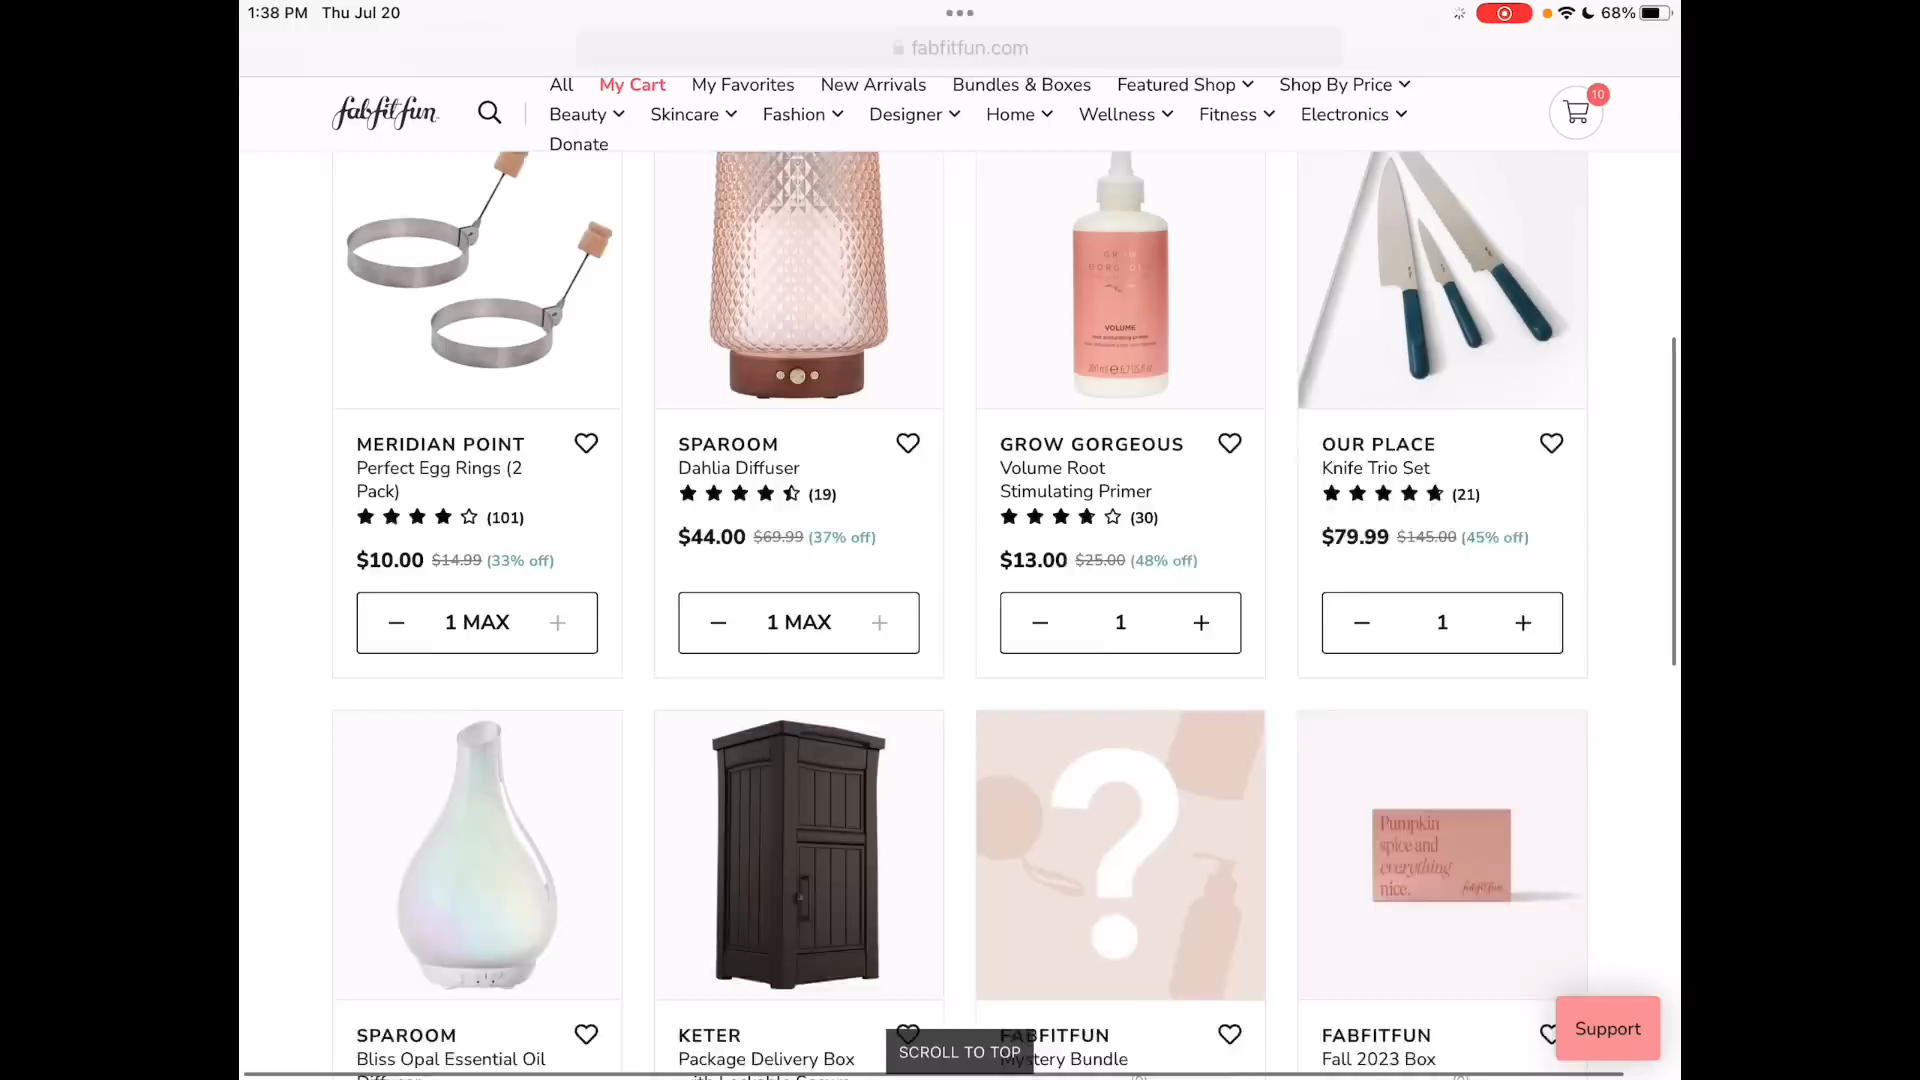 1:38 PM Thu Jul 20
68%
fabfitfun.com
fabfitfun
All My Cart My Favorites New Arrivals Bundles & Boxes Featured Shop Shop By Price
Beauty Skincare Fashion Designer Home Wellness Fitness Electronics
Donate
10
VOLUME
MERIDIAN POINT
Perfect Egg Rings (2
Pack)
(101)
$10.00 $14.99 (33% off)
1 MAX
SPAROOM
Dahlia Diffuser
(19)
$44.00 $69.99 (37% off)
1 MAX
GROW GORGEOUS
Volume Root
Stimulating Primer
(30)
$13.00 $25.00 (48% off)
1
OUR PLACE
Knife Trio Set
(21)
$79.99 $145.00 (45% off)
1
Pumpkin
spice and
everything
nice.
fabfitfun
SPAROOM
Bliss Opal Essential Oil
KETER
Package Delivery Box
FABFITFUN
Mystery Bundle
FABFITFUN
Fall 2023 Box
SCROLL TO TOP
Support